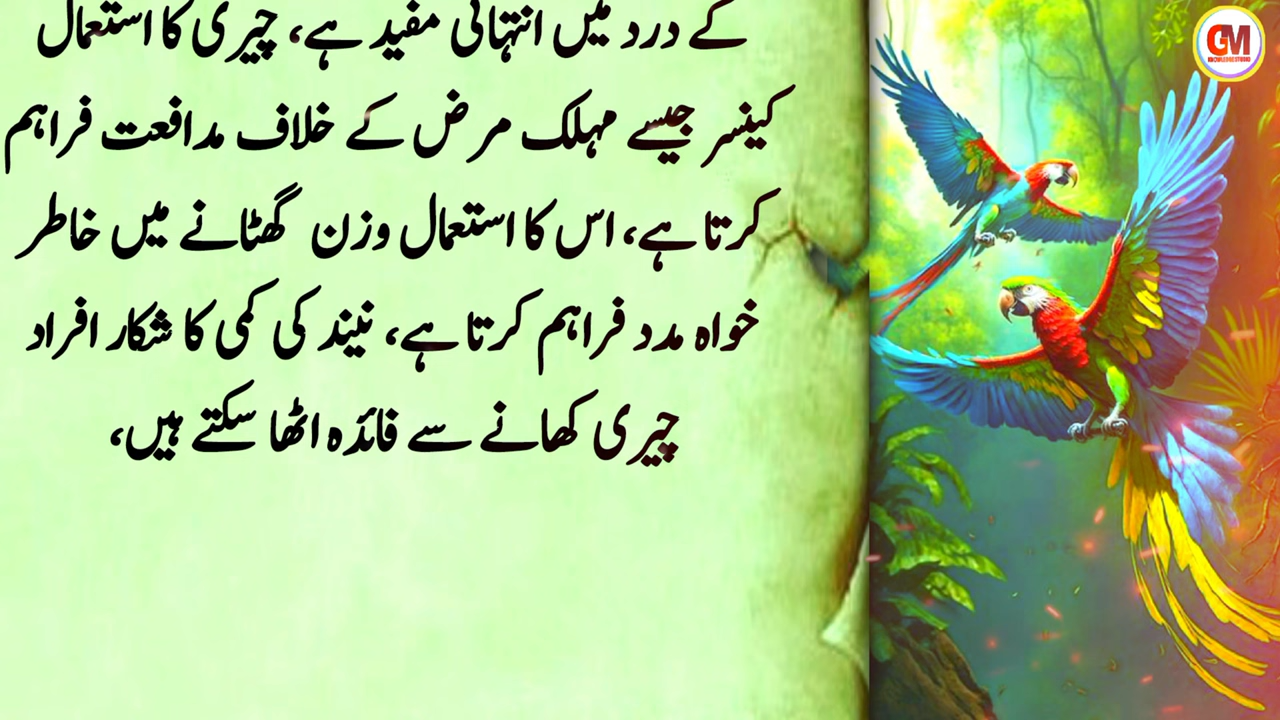 کے درد میں انتہائی مفید ہے، چیری کا استعمال
کینسر جیسے مہلک مرض کے خلاف مدافعت فراہم
کرتا ہے، اس کا استعمال وزن گھٹانے میں خاطر
خواہ مدد فراہم کرتا ہے، نیند کی کمی کا شکار افراد
چیری کھانے سے فائدہ اٹھا سکتے ہیں،
GM
KNOWLEDGE STUDIO